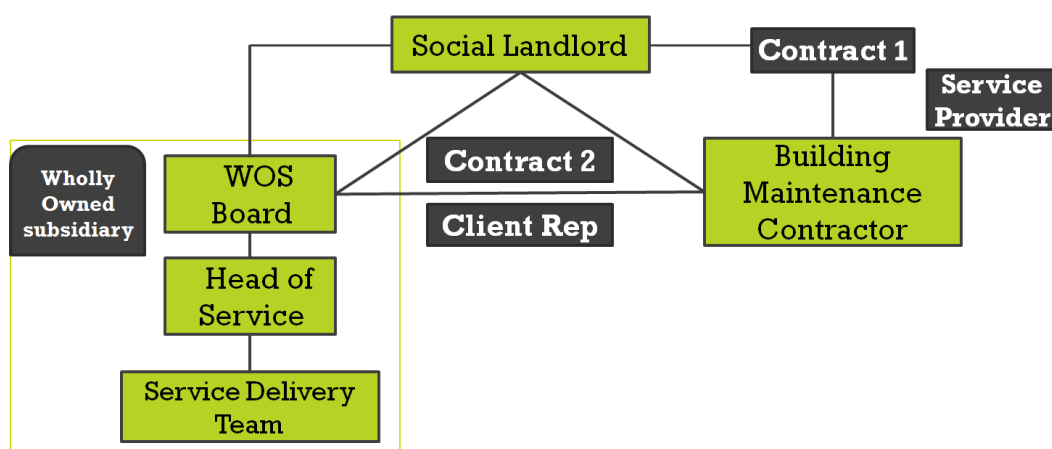 Social Landlord
Contract 1
Service
Provider
Wholly
Owned
subsidiary
WOS
Board
Contract 2
Client Rep
Building
Maintenance
Contractor
Head of
Service
Service Delivery
Team